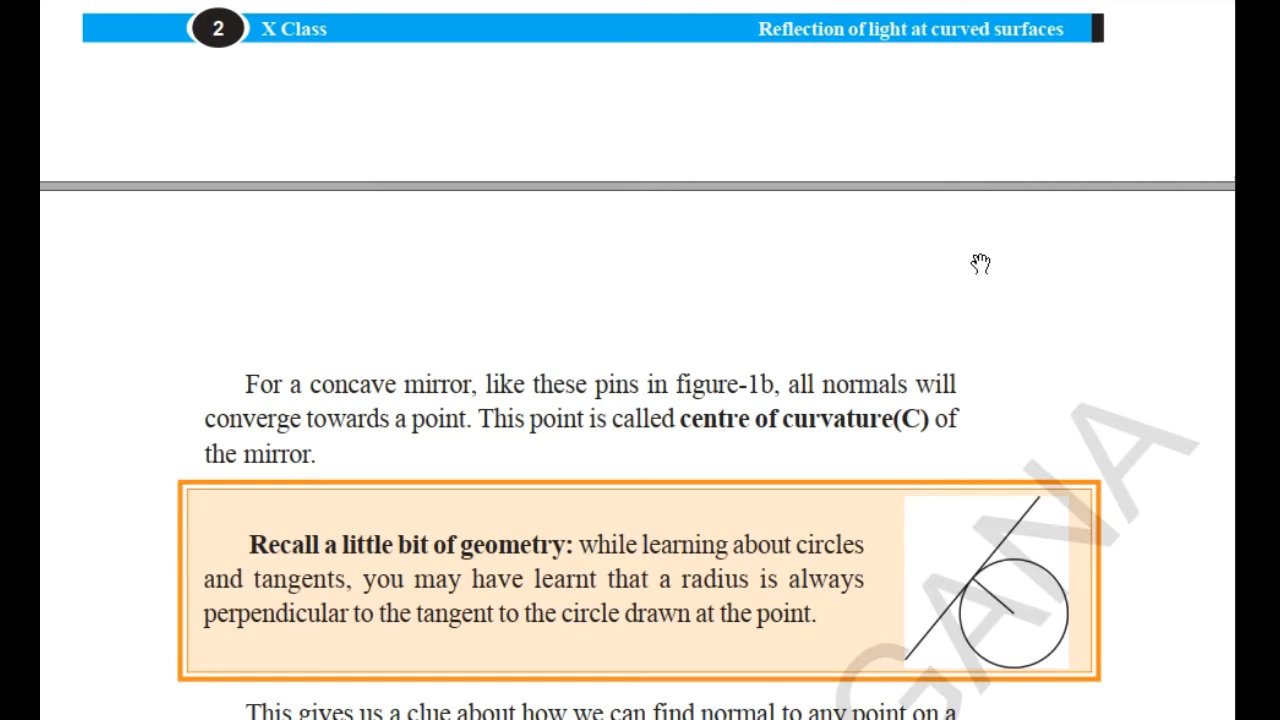 2 X Class Reflection of light at curved surfaces
For a concave mirror, like these pins in figure-1b, all normals will
converge towards a point. This point is called centre of curvature(C) of
the mirror.
Recall a little bit of geometry: while learning about circles
and tangents, you may have learnt that a radius is always
perpendicular to the tangent to the circle drawn at the point.
GANA
This gives us a clue about how we can find normal to any point on a